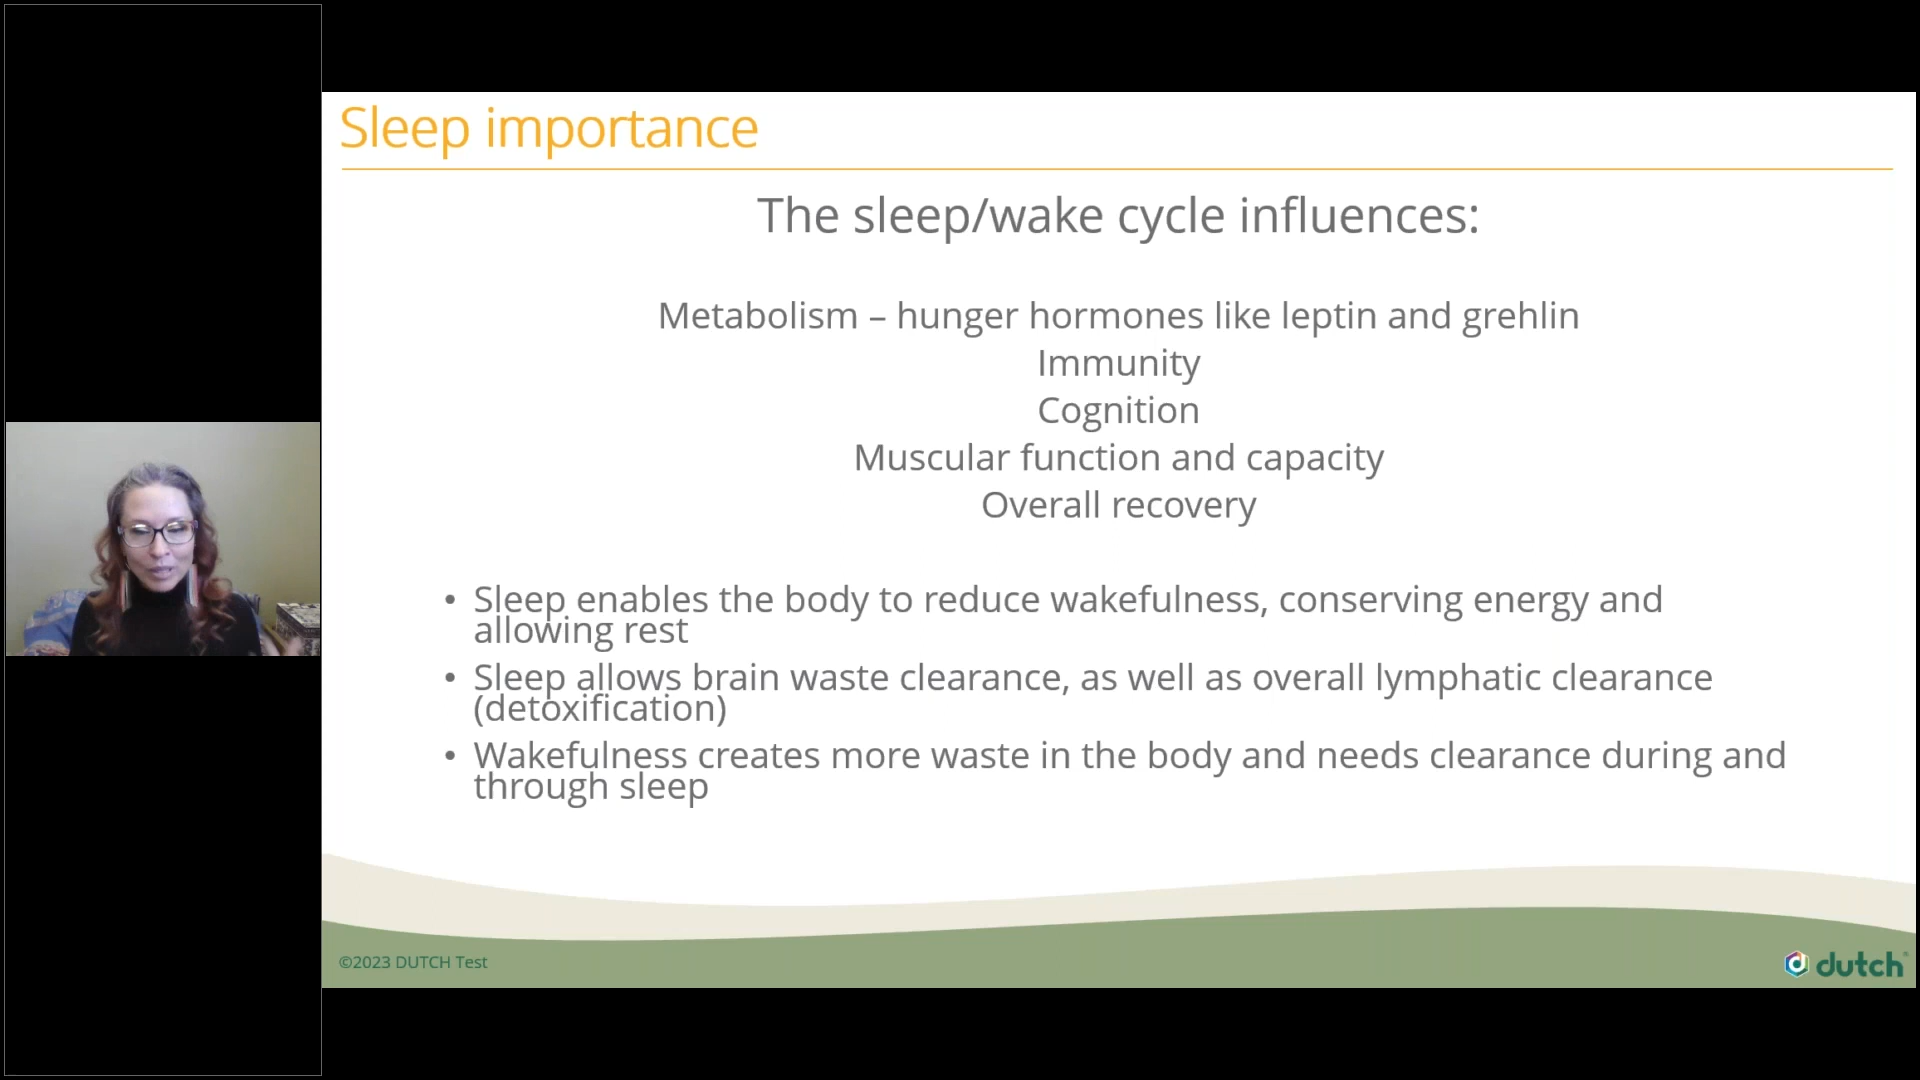 Sleep importance
The sleep/wake cycle influences:
Metabolism – hunger hormones like leptin and grehlin
Immunity
Cognition
Muscular function and capacity
Overall recovery
• Sleep enables the body to reduce wakefulness, conserving energy and
allowing rest
• Sleep allows brain waste clearance, as well as overall lymphatic clearance
(detoxification)
• Wakefulness creates more waste in the body and needs clearance during and
through sleep
©2023 DUTCH Test
dutch